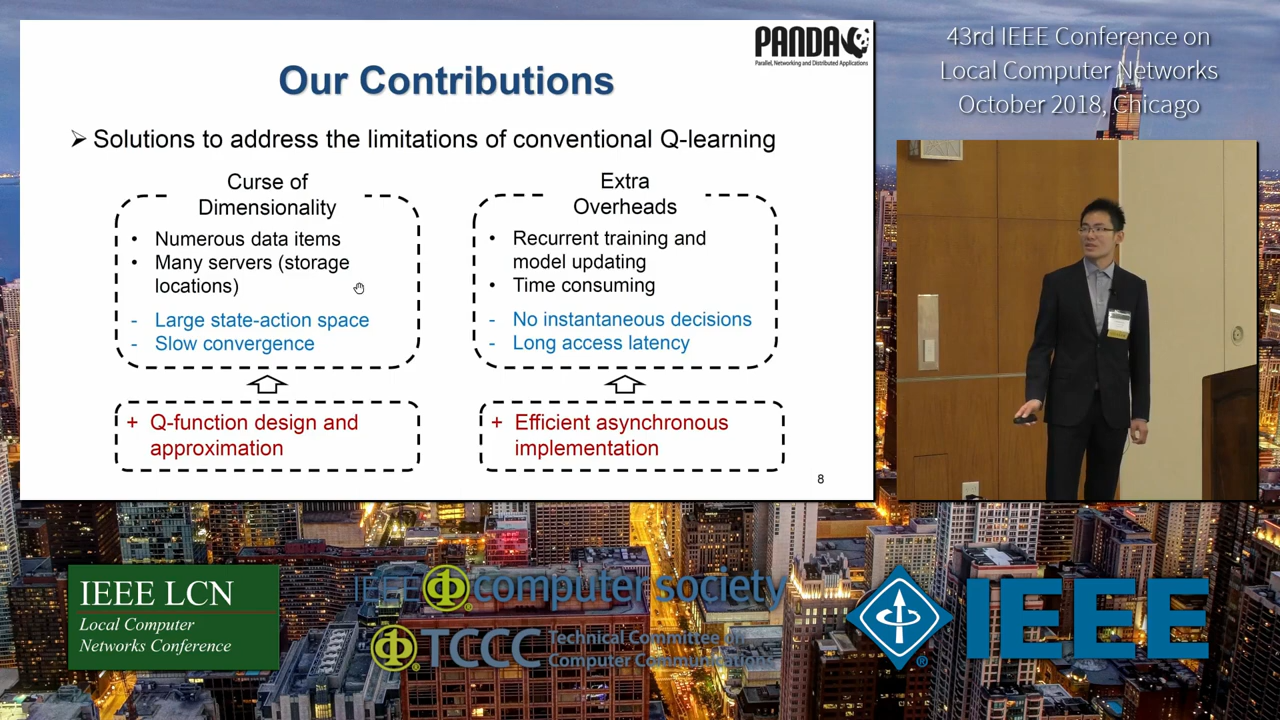 PANDA
Parallel, Networking and Distributed Applications
Our Contributions
➢ Solutions to address the limitations of conventional Q-learning
Curse of
Dimensionality
• Numerous data items
• Many servers (storage
locations)
- Large state-action space
- Slow convergence
+ Q-function design and
approximation
Extra
Overheads
• Recurrent training and
model updating
• Time consuming
- No instantaneous decisions
- Long access latency
+ Efficient asynchronous
implementation
8
43rd IEEE Conference on
Local Computer Networks
October 2018, Chicago
IEEE LCN
Local Computer
Networks Conference
IEEE computer society
TCCC Technical Committee on
Computer Communications
IEEE
®